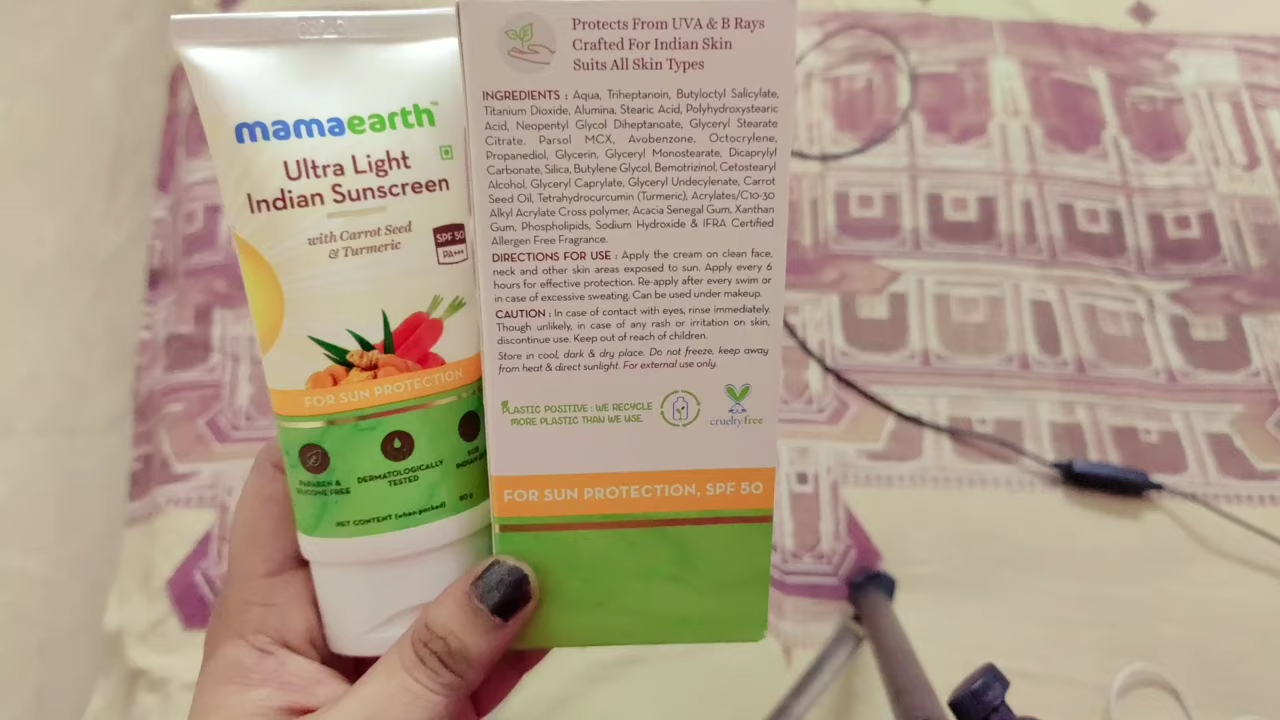 mamaearth™
Ultra Light
Indian Sunscreen
with Carrot Seed
& Turmeric
SPF 50
PA+++
FOR SUN PROTECTION
PARABEN &
SILICONE FREE
DERMATOLOGICALLY
TESTED
NET CONTENT (when packed)
80 g
Protects From UVA & B Rays
Crafted For Indian Skin
Suits All Skin Types
INGREDIENTS : Aqua, Triheptanoin, Butyloctyl Salicylate,
Titanium Dioxide, Alumina, Stearic Acid, Polyhydroxystearic
Acid, Neopentyl Glycol Diheptanoate, Glyceryl Stearate
Citrate, Parsol MCX, Avobenzone, Octocrylene,
Propanediol, Glycerin, Glyceryl Monostearate, Dicaprylyl
Carbonate, Silica, Butylene Glycol, Bemotrizinol, Cetostearyl
Alcohol, Glyceryl Caprylate, Glyceryl Undecylenate, Carrot
Seed Oil, Tetrahydrocurcumin (Turmeric), Acrylates/C10-30
Alkyl Acrylate Cross polymer, Acacia Senegal Gum, Xanthan
Gum, Phospholipids, Sodium Hydroxide & IFRA Certified
Allergen Free Fragrance.
DIRECTIONS FOR USE : Apply the cream on clean face,
neck and other skin areas exposed to sun. Apply every 6
hours for effective protection. Re-apply after every swim or
in case of excessive sweating. Can be used under makeup.
CAUTION : In case of contact with eyes, rinse immediately.
Though unlikely, in case of any rash or irritation on skin,
discontinue use. Keep out of reach of children.
Store in cool, dark & dry place. Do not freeze, keep away
from heat & direct sunlight. For external use only.
PLASTIC POSITIVE : WE RECYCLE
MORE PLASTIC THAN WE USE
crueltyfree
FOR SUN PROTECTION, SPF 50